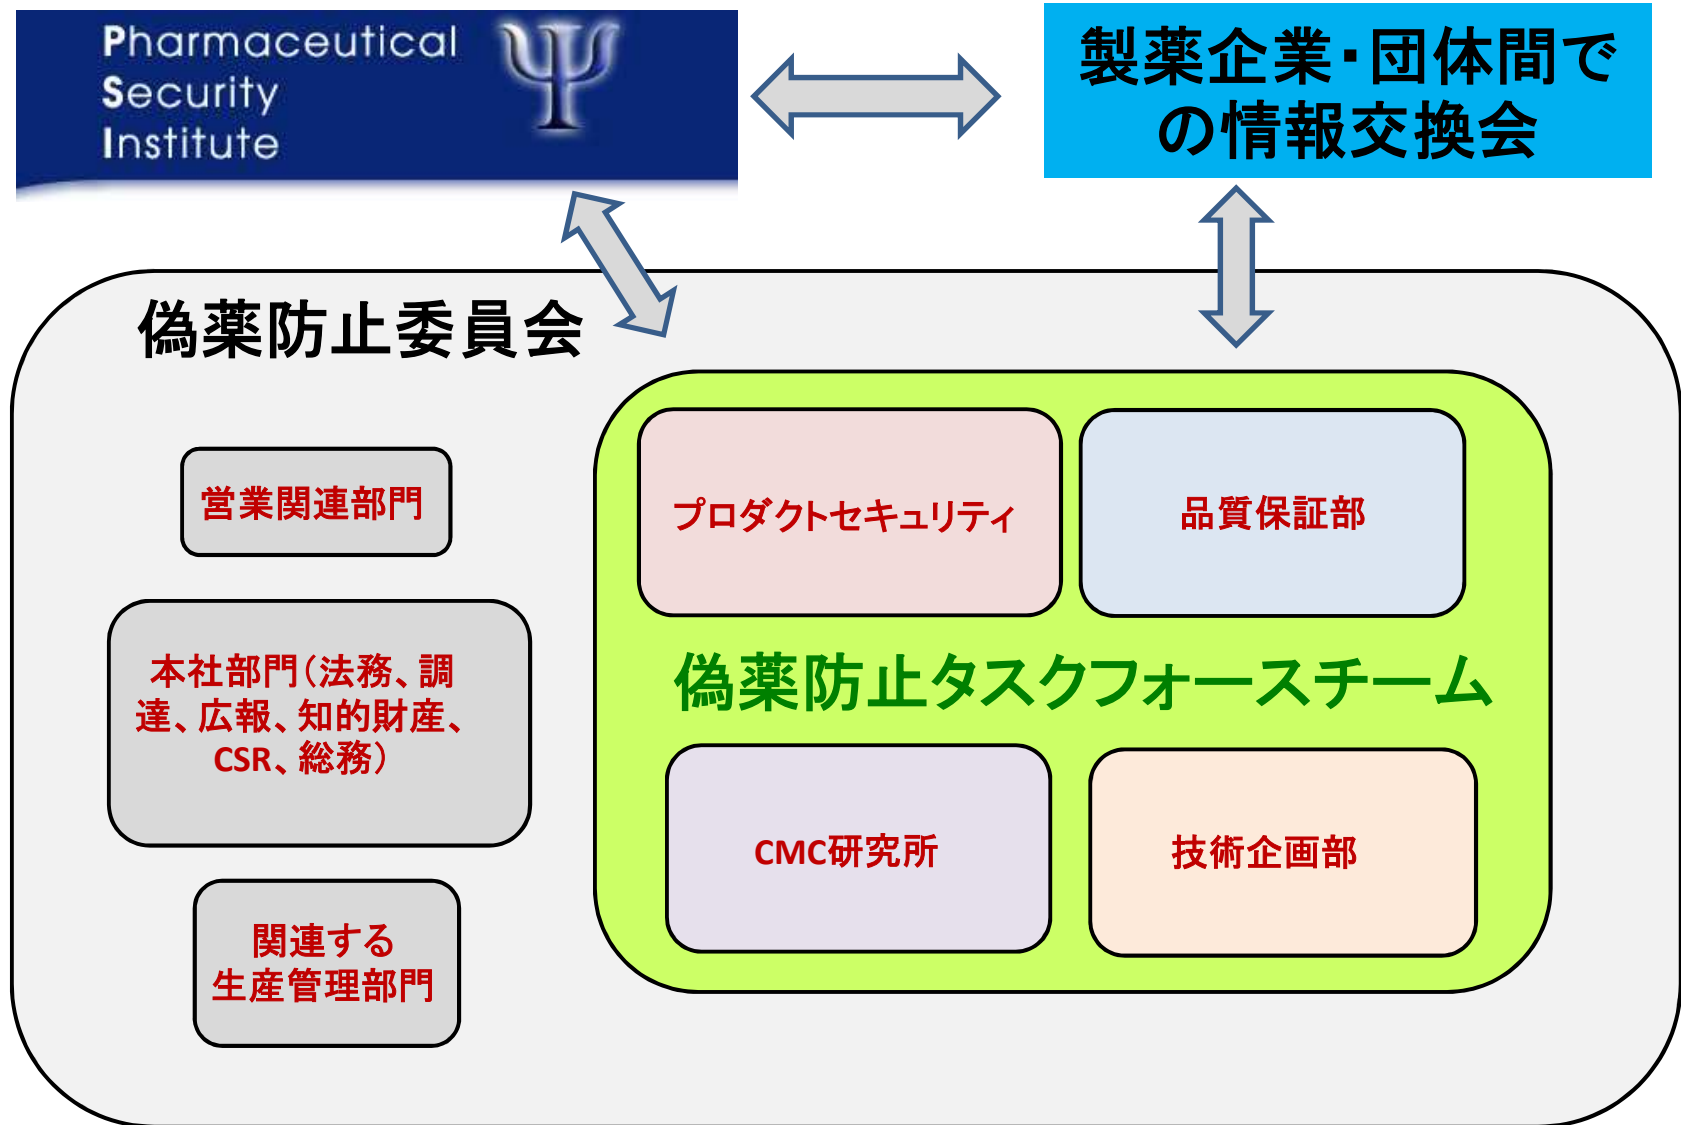 Pharmaceutical
Security
Institute
製薬企業・団体間で
の情報交換会
偽薬防止委員会
営業関連部門
本社部門（法務、調
達、広報、知的財産、
CSR、総務）
関連する
生産管理部門
プロダクトセキュリティ
品質保証部
偽薬防止タスクフォースチーム
CMC研究所
技術企画部